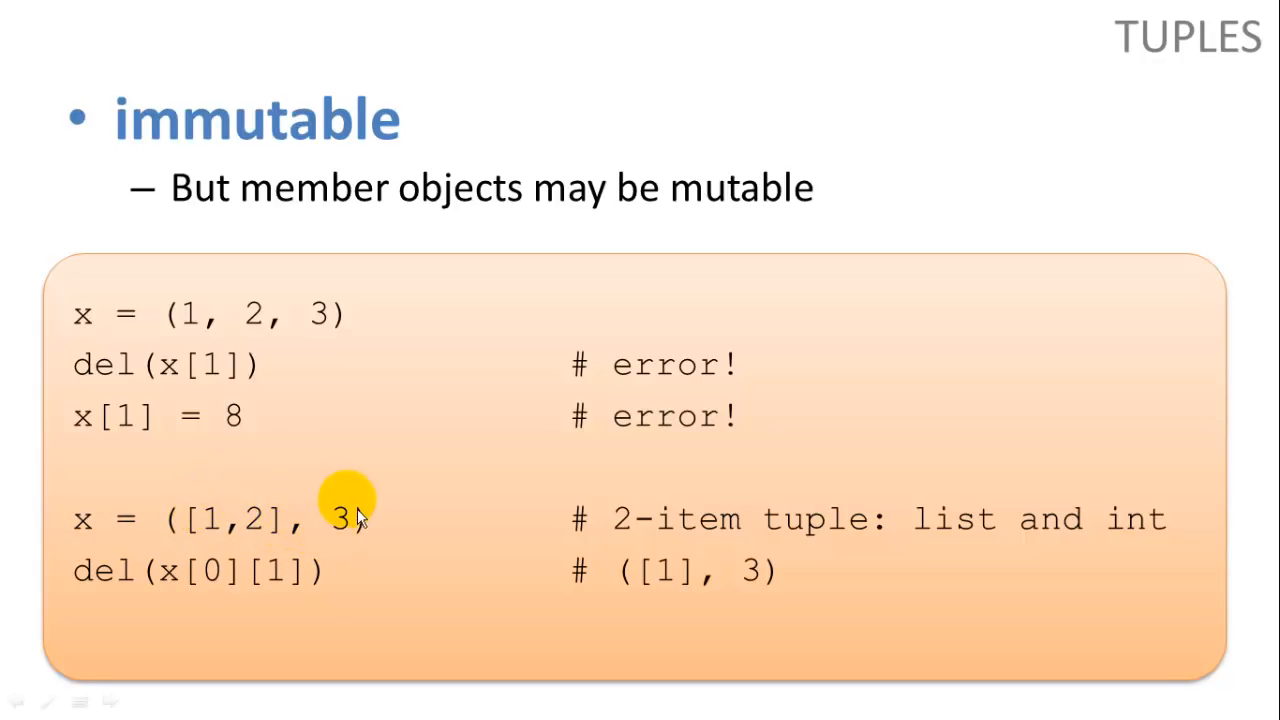 TUPLES
• immutable
– But member objects may be mutable
x = (1, 2, 3)
del(x[1]) # error!
x[1] = 8 # error!
x = ([1,2], 3) # 2-item tuple: list and int
del(x[0][1]) # ([1], 3)